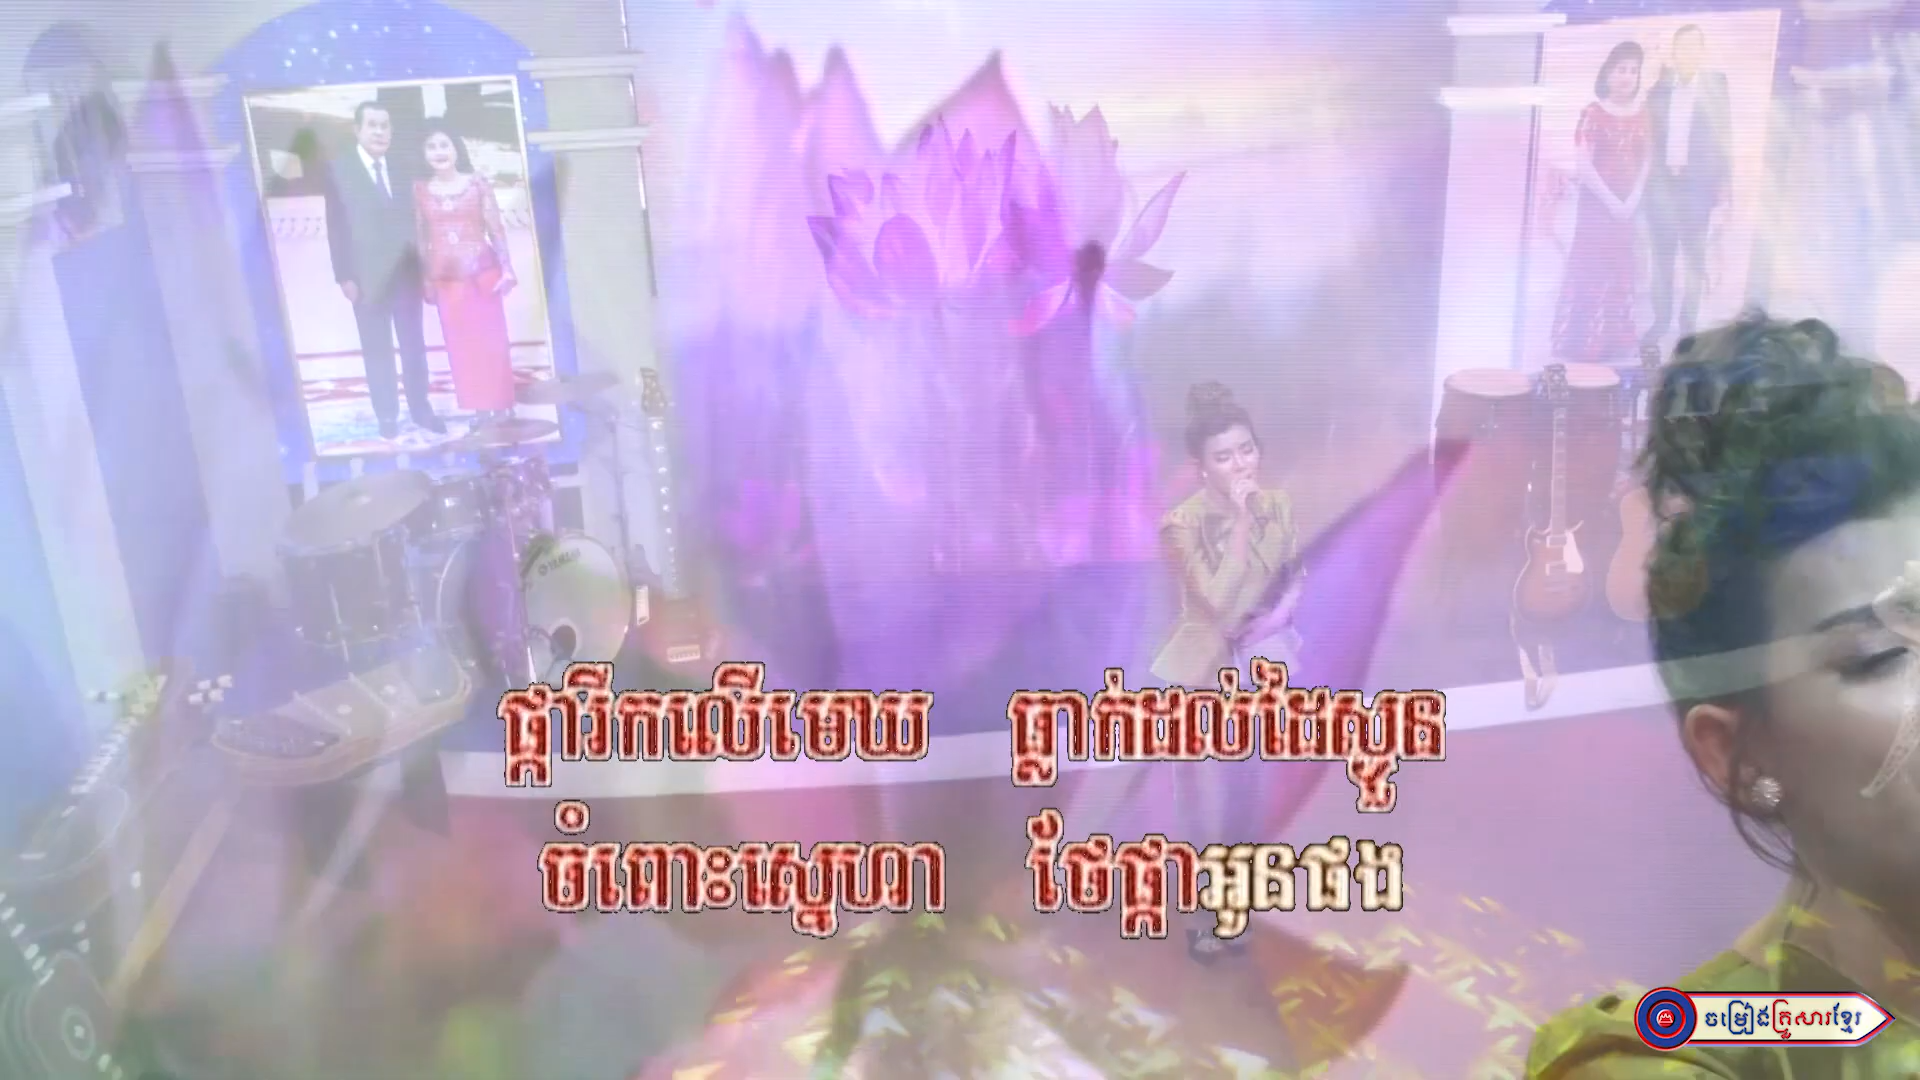 ផ្ការីកលើមេឃ ធ្លាក់ដល់ដៃស្ទួន
ចំពោះស្នេហា ថែផ្កាអូនផង
ចម្រៀងគ្រួសារខ្មែរ
YAMAHA